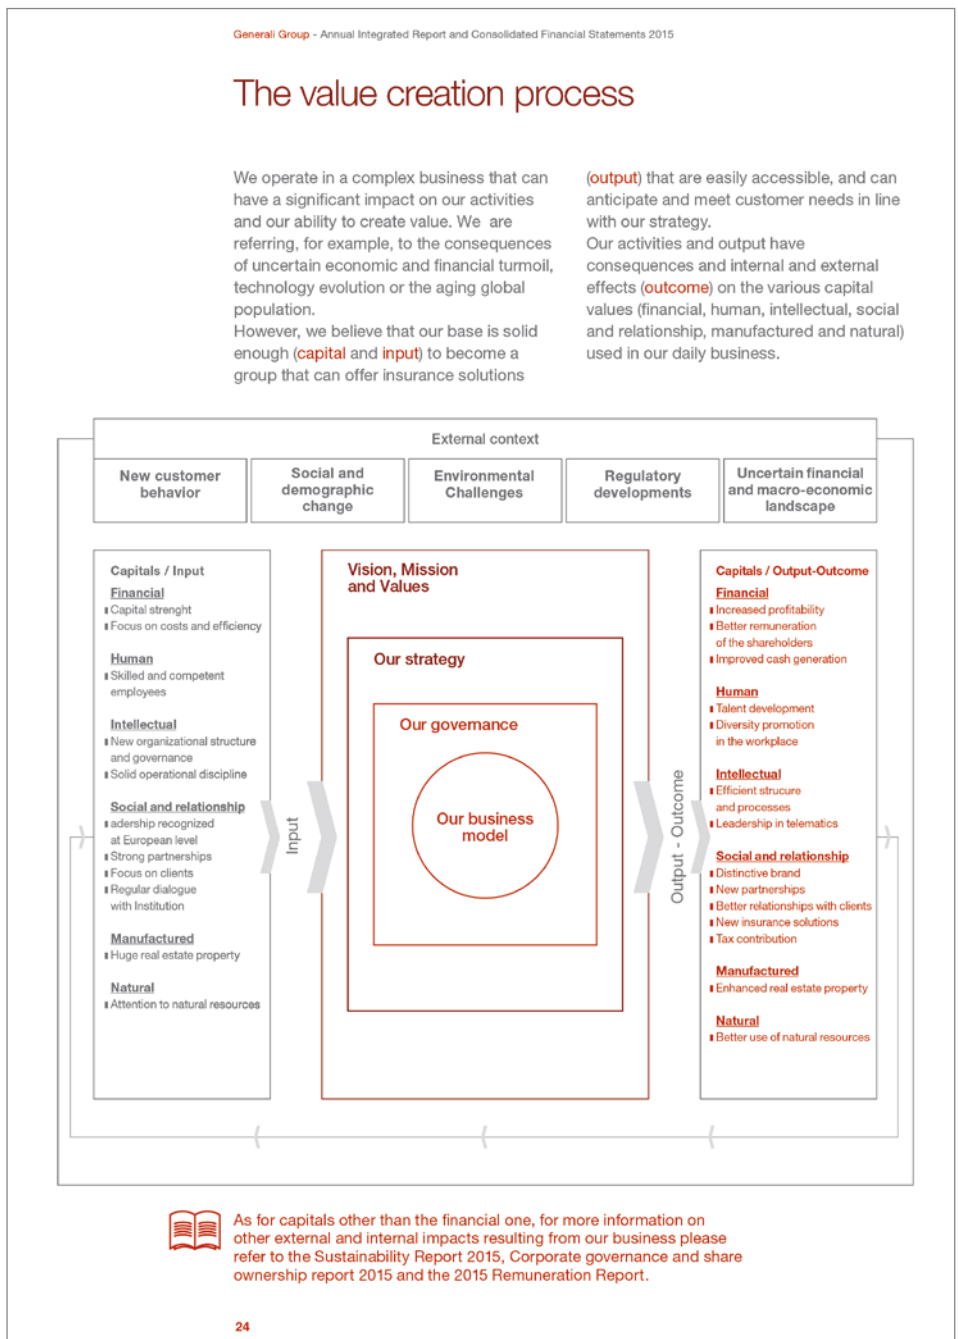 Generali Group - Annual Integrated Report and Consolidated Financial Statements 2015
The value creation process
We operate in a complex business that can
have a significant impact on our activities
and our ability to create value. We are
referring, for example, to the consequences
of uncertain economic and financial turmoil,
technology evolution or the aging global
population.
However, we believe that our base is solid
enough (capital and input) to become a
group that can offer insurance solutions
(output) that are easily accessible, and can
anticipate and meet customer needs in line
with our strategy.
Our activities and output have
consequences and internal and external
effects (outcome) on the various capital
values (financial, human, intellectual, social
and relationship, manufactured and natural)
used in our daily business.
External context
New customer
behavior
Social and
demographic
change
Environmental
Challenges
Regulatory
developments
Uncertain financial
and macro-economic
landscape
Capitals / Input
Financial
Capital strenght
Focus on costs and efficiency
Human
Skilled and competent
employees
Intellectual
New organizational structure
and governance
Solid operational discipline
Social and relationship
adership recognized
at European level
Strong partnerships
Focus on clients
Regular dialogue
with Institution
Manufactured
Huge real estate property
Natural
Attention to natural resources
Input
Vision, Mission
and Values
Our strategy
Our governance
Our business
model
Output - Outcome
Capitals / Output-Outcome
Financial
Increased profitability
Better remuneration
of the shareholders
Improved cash generation
Human
Talent development
Diversity promotion
in the workplace
Intellectual
Efficient strucure
and processes
Leadership in telematics
Social and relationship
Distinctive brand
New partnerships
Better relationships with clients
New insurance solutions
Tax contribution
Manufactured
Enhanced real estate property
Natural
Better use of natural resources
As for capitals other than the financial one, for more information on
other external and internal impacts resulting from our business please
refer to the Sustainability Report 2015, Corporate governance and share
ownership report 2015 and the 2015 Remuneration Report.
24